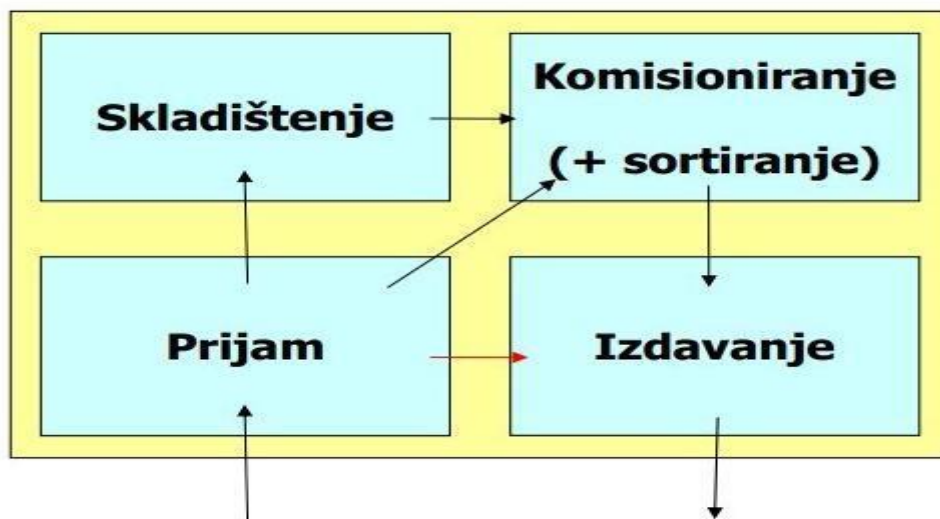 Skladištenje
Komisioniranje
(+ sortiranje)
Prijam
Izdavanje